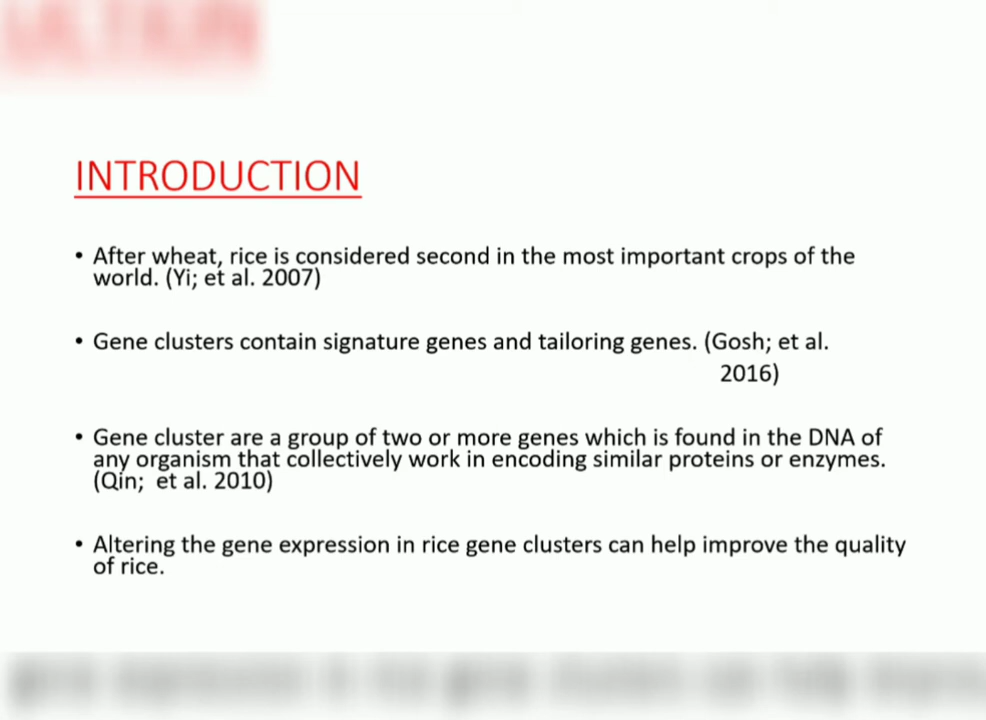 INTRODUCTION
• After wheat, rice is considered second in the most important crops of the
world. (Yi; et al. 2007)
• Gene clusters contain signature genes and tailoring genes. (Gosh; et al.
2016)
• Gene cluster are a group of two or more genes which is found in the DNA of
any organism that collectively work in encoding similar proteins or enzymes.
(Qin;  et al. 2010)
• Altering the gene expression in rice gene clusters can help improve the quality
of rice.